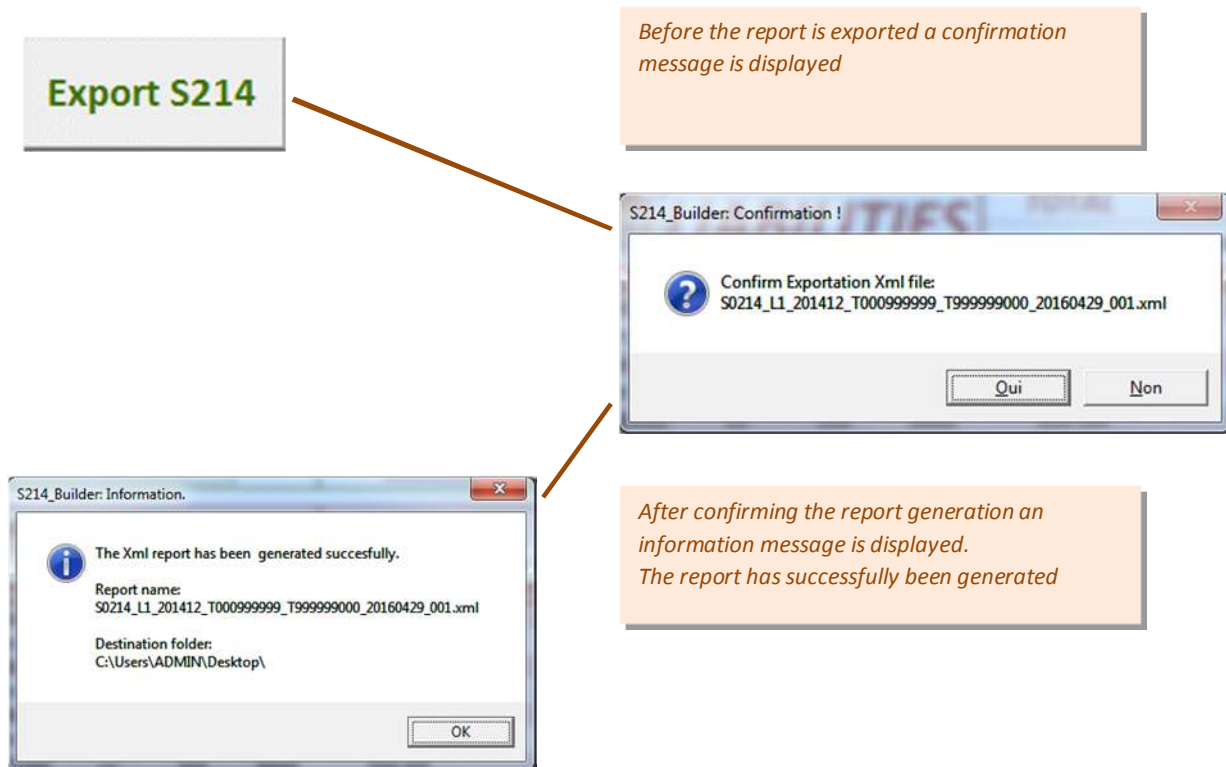 Export S214
Before the report is exported a confirmation
message is displayed
S214_Builder: Confirmation !
TOTAL
LIABILITIES
Confirm Exportation Xml file:
S0214_L1_201412_T000999999_T999999000_20160429_001.xml
Oui
Non
S214_Builder: Information.
The Xml report has been generated succesfully.
Report name:
S0214_L1_201412_T000999999_T999999000_20160429_001.xml
Destination folder:
C:\Users\ADMIN\Desktop\
OK
After confirming the report generation an
information message is displayed.
The report has successfully been generated